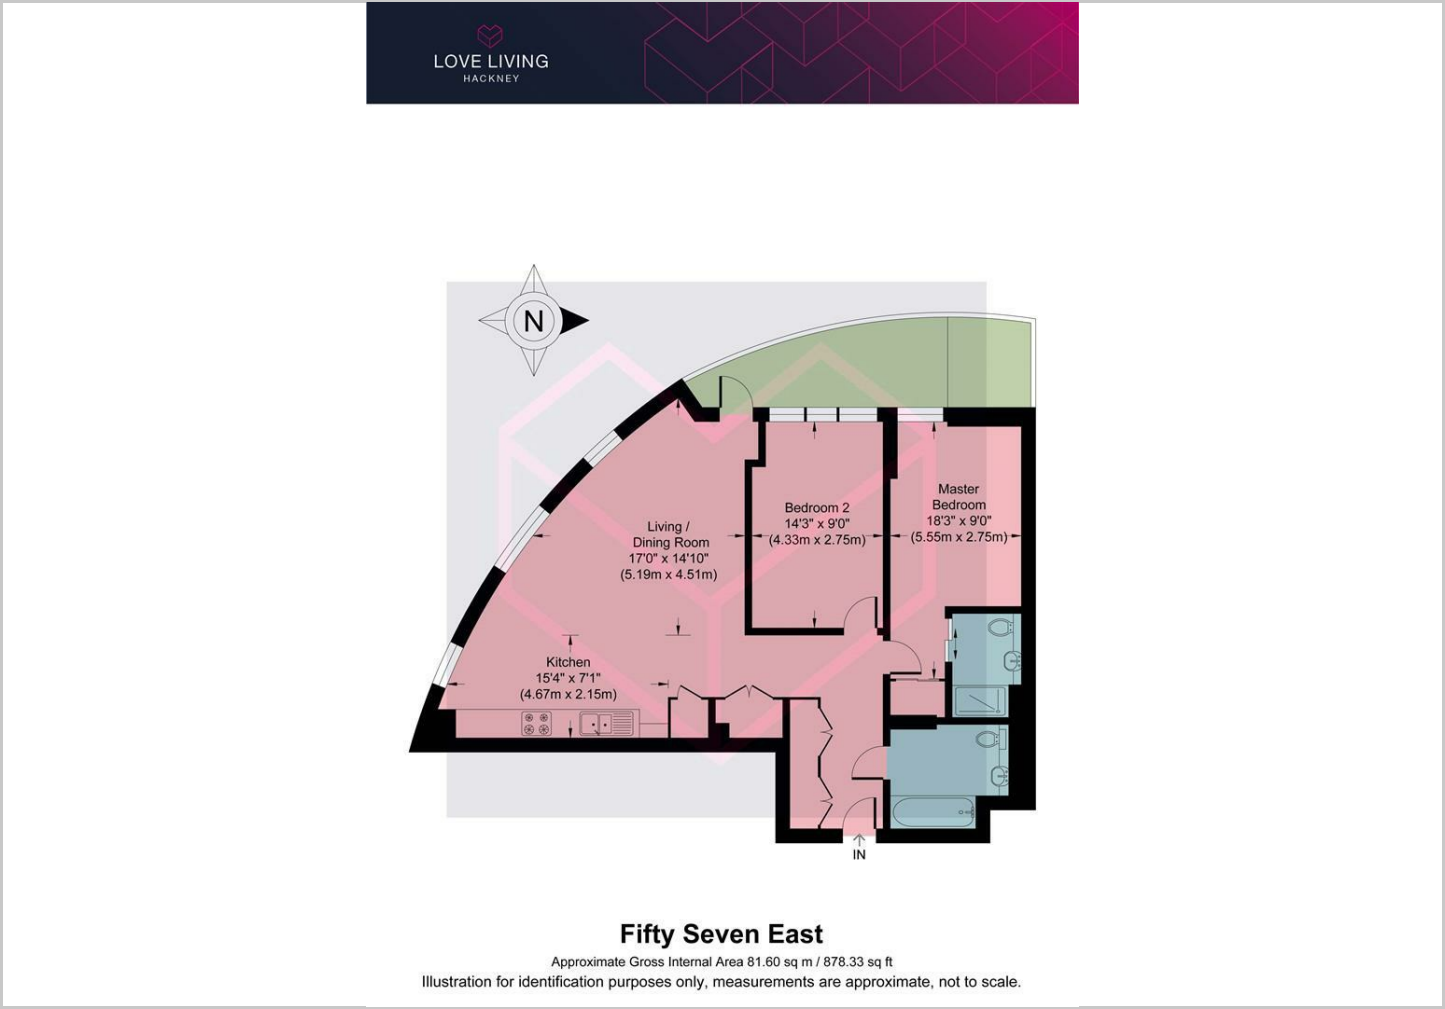 LOVE LIVING
HACKNEY
N
Living /
Dining Room
17'0" x 14'10"
(5.19m x 4.51m)
Bedroom 2
14'3" x 9'0"
(4.33m x 2.75m)
Master
Bedroom
18'3" x 9'0"
(5.55m x 2.75m)
Kitchen
15'4" x 7'1"
(4.67m x 2.15m)
IN
Fifty Seven East
Approximate Gross Internal Area 81.60 sq m / 878.33 sq ft
Illustration for identification purposes only, measurements are approximate, not to scale.